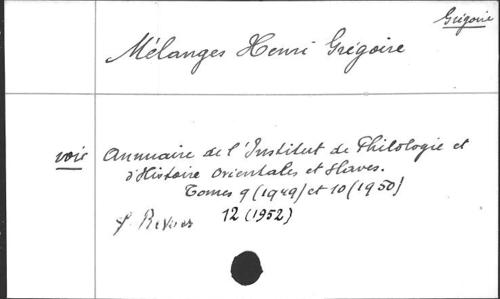 Grégoire
Mélanges Henri Grégoire
voir Annuaire de l'Institut de Philologie et
d'Histoire Orientales et Slaves.
Tomes 9 (1949) et 10 (1950)
12 (1952)